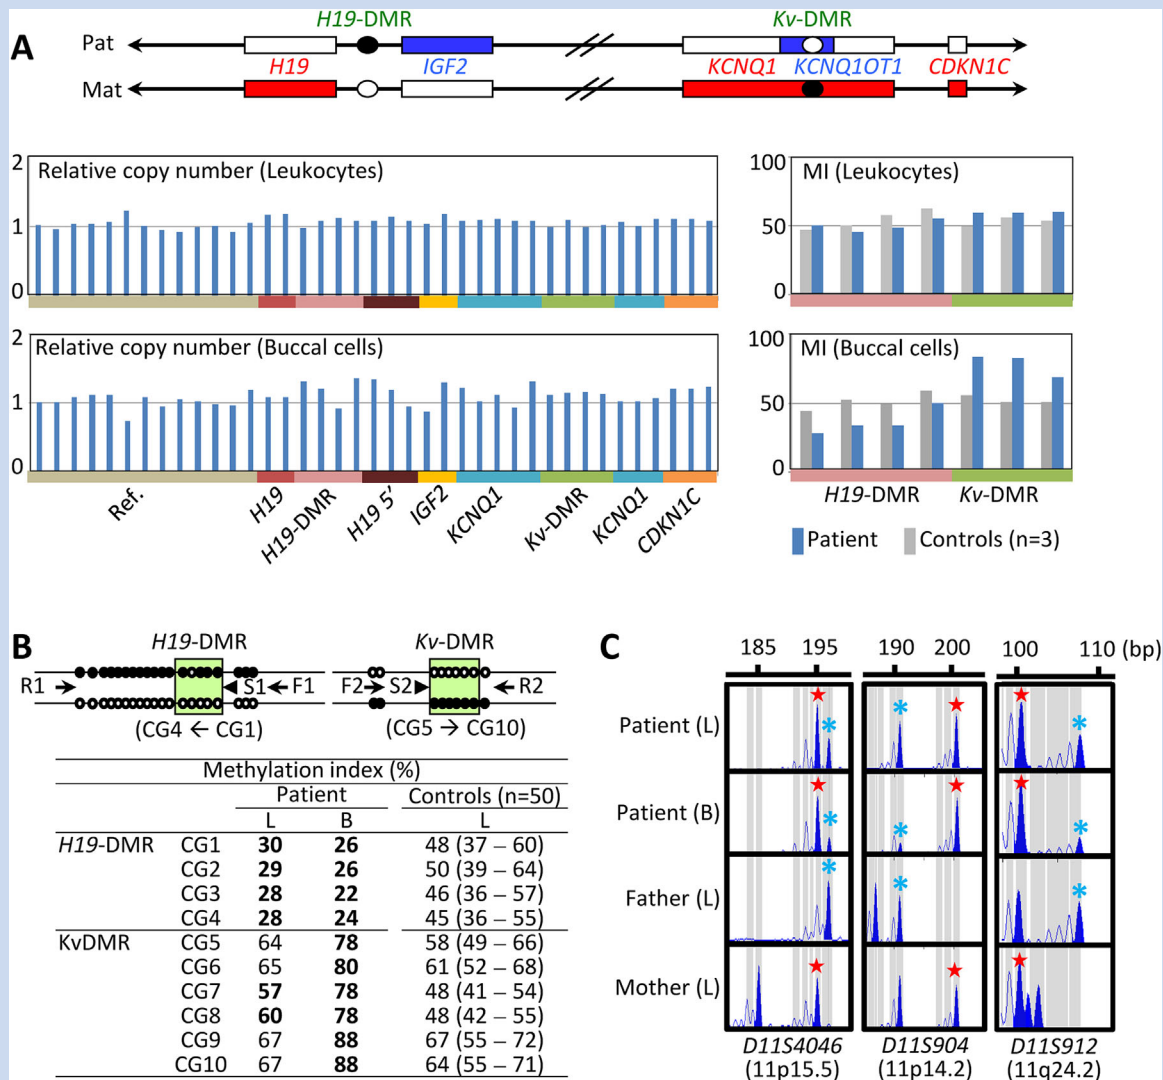 A
H19-DMR
Kv-DMR
Pat
H19
IGF2
KCNQ1
KCNQ1OT1
CDKN1C
Mat
2
Relative copy number (Leukocytes)
1
0
100
MI (Leukocytes)
50
0
2
Relative copy number (Buccal cells)
1
0
100
MI (Buccal cells)
50
0
Ref.
H19
H19-DMR
H19 5′
IGF2
KCNQ1
Kv-DMR
KCNQ1
CDKN1C
H19-DMR
Kv-DMR
Patient
Controls (n=3)
B
H19-DMR
Kv-DMR
R1
S1
F1
F2
S2
R2
(CG4 ← CG1)
(CG5 → CG10)
Methylation index (%)
Patient
Controls (n=50)
L B L
H19-DMR CG1 30 26 48 (37 – 60)
CG2 29 26 50 (39 – 64)
CG3 28 22 46 (36 – 57)
CG4 28 24 45 (36 – 55)
KvDMR CG5 64 78 58 (49 – 66)
CG6 65 80 61 (52 – 68)
CG7 57 78 48 (41 – 54)
CG8 60 78 48 (42 – 55)
CG9 67 88 67 (55 – 72)
CG10 67 88 64 (55 – 71)
C
185 195 190 200 100 110 (bp)
Patient (L)
Patient (B)
Father (L)
Mother (L)
D11S4046
(11p15.5)
D11S904
(11p14.2)
D11S912
(11q24.2)